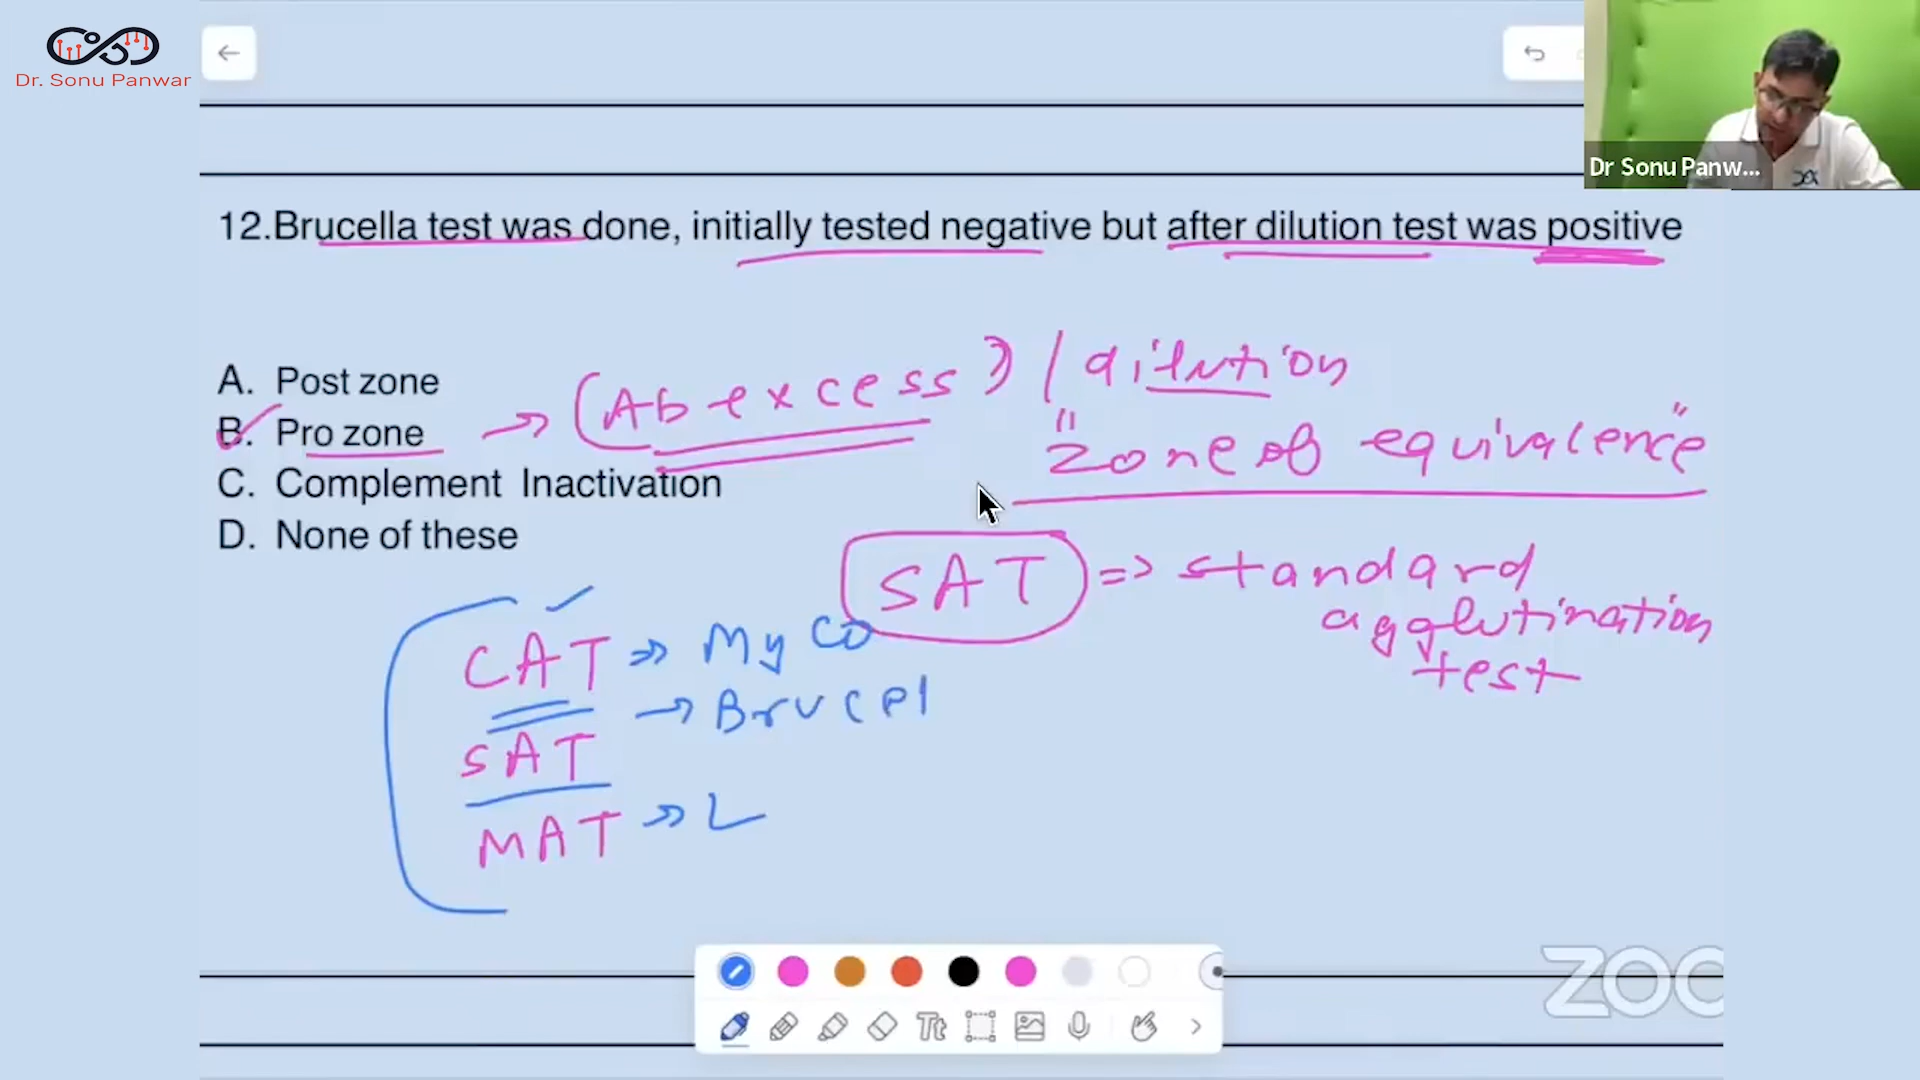 Dr. Sonu Panwar
Dr Sonu Panw...
12.Brucella test was done, initially tested negative but after dilution test was positive
A. Post zone
B. Pro zone → (Ab excess) / dilution
"zone of equivalence"
C. Complement Inactivation
D. None of these
SAT => standard
agglutination
test
CAT → Myco
→ Brucel
SAT
MAT → L
Tt
ZOO